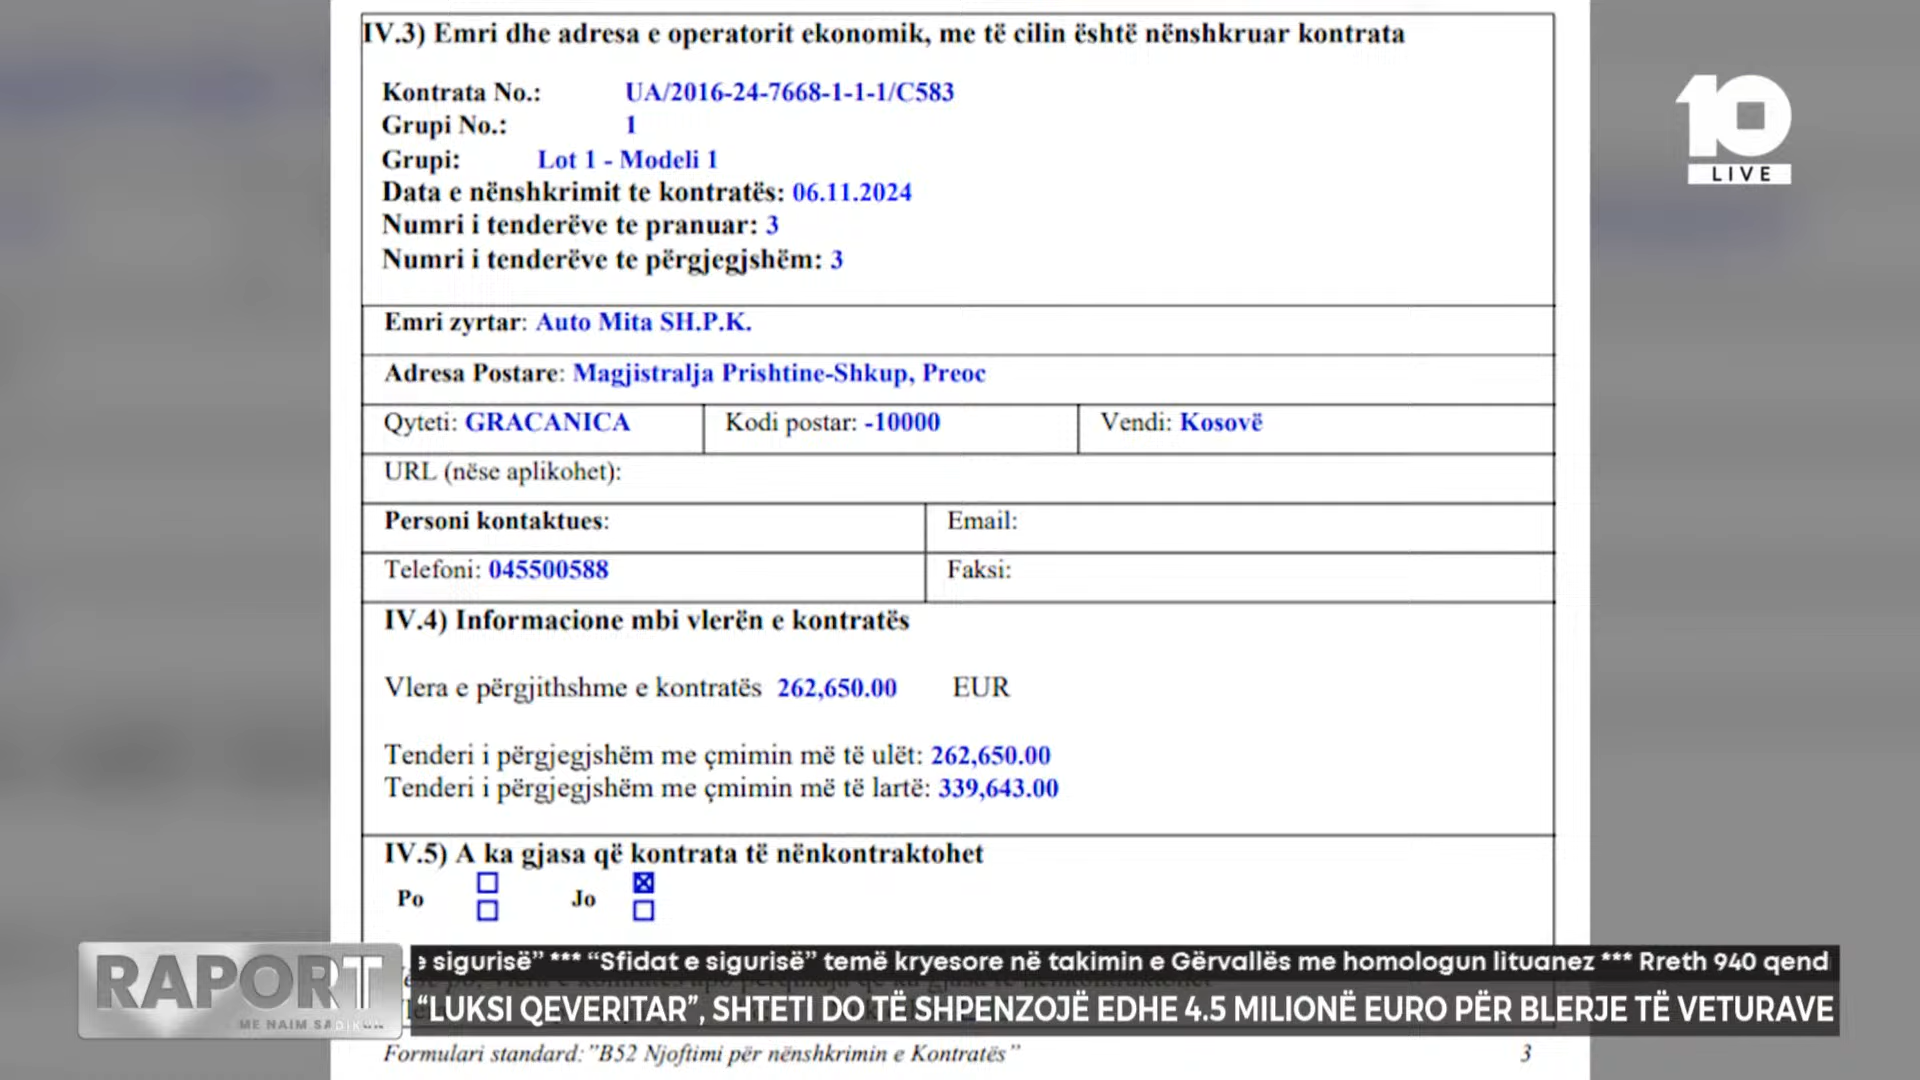 IV.3) Emri dhe adresa e operatorit ekonomik, me të cilin është nënshkruar kontrata
Kontrata No.: UA/2016-24-7668-1-1-1/C583
Grupi No.: 1
Grupi: Lot 1 - Modeli 1
Data e nënshkrimit te kontratës: 06.11.2024
Numri i tenderëve te pranuar: 3
Numri i tenderëve te përgjegjshëm: 3
Emri zyrtar: Auto Mita SH.P.K.
Adresa Postare: Magjistralja Prishtine-Shkup, Preoc
Qyteti: GRACANICA Kodi postar: -10000 Vendi: Kosovë
URL (nëse aplikohet):
Personi kontaktues: Email:
Telefoni: 045500588 Faksi:
IV.4) Informacione mbi vlerën e kontratës
Vlera e përgjithshme e kontratës 262,650.00 EUR
Tenderi i përgjegjshëm me çmimin më të ulët: 262,650.00
Tenderi i përgjegjshëm me çmimin më të lartë: 339,643.00
IV.5) A ka gjasa që kontrata të nënkontraktohet
Po Jo
10
LIVE
RAPORT
ME NAIM SADIKUN
e sigurisë” *** “Sfidat e sigurisë” temë kryesore në takimin e Gërvallës me homologun lituanez *** Rreth 940 qend
“LUKSI QEVERITAR”, SHTETI DO TË SHPENZOJË EDHE 4.5 MILIONË EURO PËR BLERJE TË VETURAVE
Formulari standard: ”B52 Njoftimi për nënshkrimin e Kontratës” 3